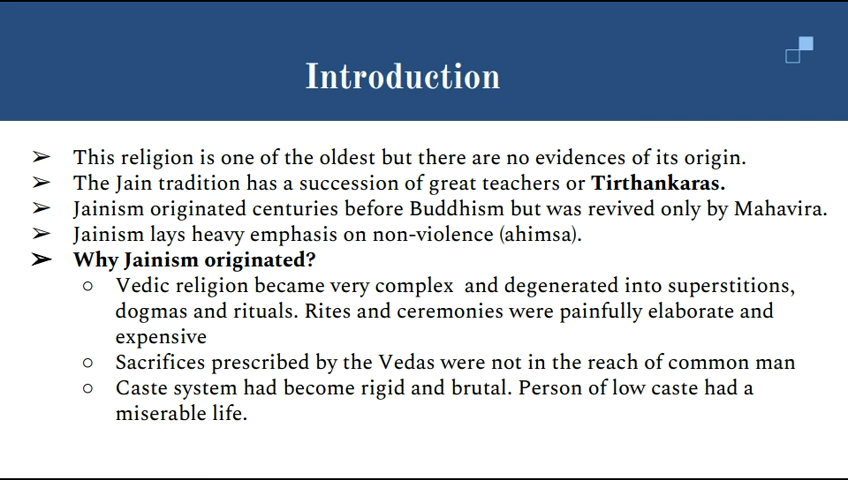 Introduction
➢ This religion is one of the oldest but there are no evidences of its origin.
➢ The Jain tradition has a succession of great teachers or Tirthankaras.
➢ Jainism originated centuries before Buddhism but was revived only by Mahavira.
➢ Jainism lays heavy emphasis on non-violence (ahimsa).
➢ Why Jainism originated?
○ Vedic religion became very complex and degenerated into superstitions,
dogmas and rituals. Rites and ceremonies were painfully elaborate and
expensive
○ Sacrifices prescribed by the Vedas were not in the reach of common man
○ Caste system had become rigid and brutal. Person of low caste had a
miserable life.